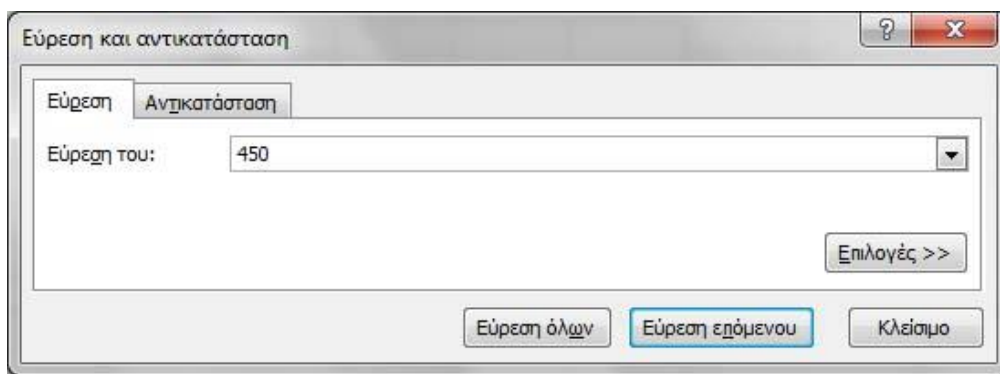 Εύρεση και αντικατάσταση
Εύρεση Αντικατάσταση
Εύρεση του: 450
Επιλογές >>
Εύρεση όλων Εύρεση επόμενου Κλείσιμο